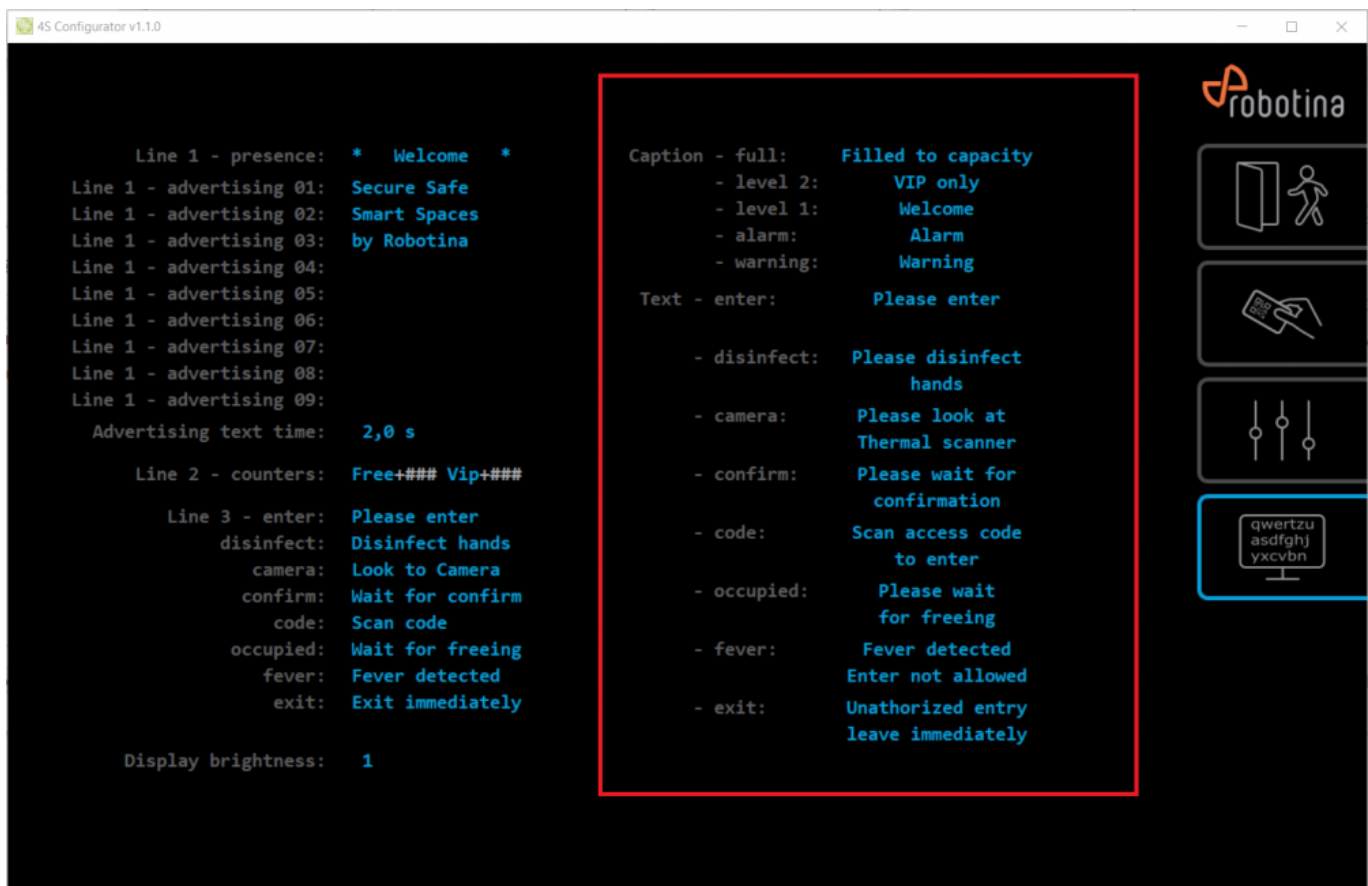 4S Configurator v1.1.0
robotina
Line 1 - presence: * Welcome *
Line 1 - advertising 01: Secure Safe
Line 1 - advertising 02: Smart Spaces
Line 1 - advertising 03: by Robotina
Line 1 - advertising 04:
Line 1 - advertising 05:
Line 1 - advertising 06:
Line 1 - advertising 07:
Line 1 - advertising 08:
Line 1 - advertising 09:
Advertising text time: 2,0 s
Line 2 - counters: Free+### Vip+###
Line 3 - enter: Please enter
disinfect: Disinfect hands
camera: Look to Camera
confirm: Wait for confirm
code: Scan code
occupied: Wait for freeing
fever: Fever detected
exit: Exit immediately
Display brightness: 1
Caption - full: Filled to capacity
- level 2: VIP only
- level 1: Welcome
- alarm: Alarm
- warning: Warning
Text - enter: Please enter
- disinfect: Please disinfect
hands
- camera: Please look at
Thermal scanner
- confirm: Please wait for
confirmation
- code: Scan access code
to enter
- occupied: Please wait
for freeing
- fever: Fever detected
Enter not allowed
- exit: Unathorized entry
leave immediately
qwertzu
asdfghj
yxcvbn